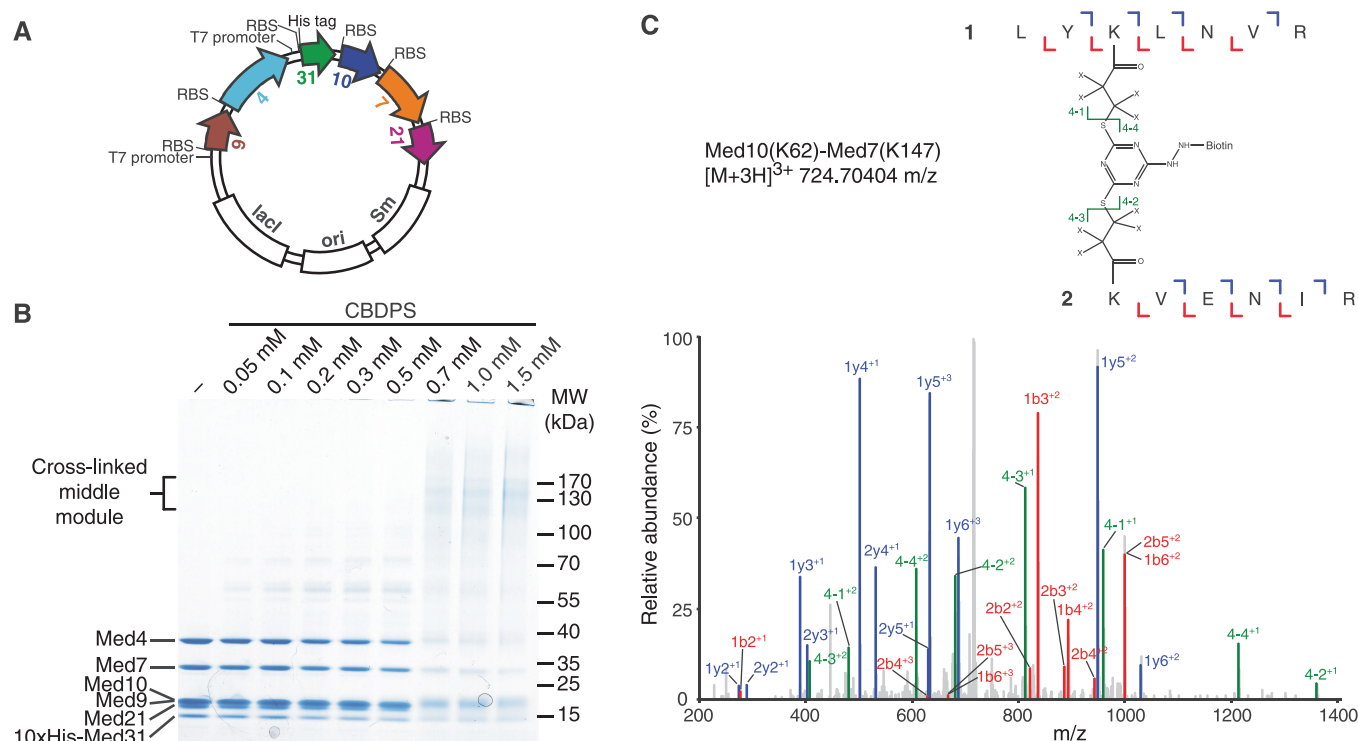 A
RBS
His tag
RBS
T7 promoter
RBS
RBS
RBS
RBS
T7 promoter
31
10
7
21
4
6
lacI
ori
Sm
B
CBDPS
–
0.05 mM
0.1 mM
0.2 mM
0.3 mM
0.5 mM
0.7 mM
1.0 mM
1.5 mM
MW
(kDa)
Cross-linked
middle
module
170
130
100
70
55
40
35
25
15
Med4
Med7
Med10
Med9
Med21
10xHis-Med31
C
1 L Y K L N V R
X X O
X X
4-1
4-4
S
N N
N
NH
NH
Biotin
S
4-3
4-2
X X
X X O
2 K V E N I R
Med10(K62)-Med7(K147)
[M+3H]3+ 724.70404 m/z
Relative abundance (%)
100
75
50
25
0
200 400 600 800 1000 1200 1400
m/z
1y2+1
1b2+1
2y2+1
1y3+1
2y3+1
4-3+2
4-1+2
1y4+1
2y4+1
4-4+2
2y5+1
2b4+3
1y5+3
1y6+3
4-2+2
2b5+3
1b6+3
4-3+1
2b2+2
1b3+2
2b3+2
1b4+2
2b4+2
1y5+2
4-1+1
2b5+2
1b6+2
1y6+2
4-4+1
4-2+1